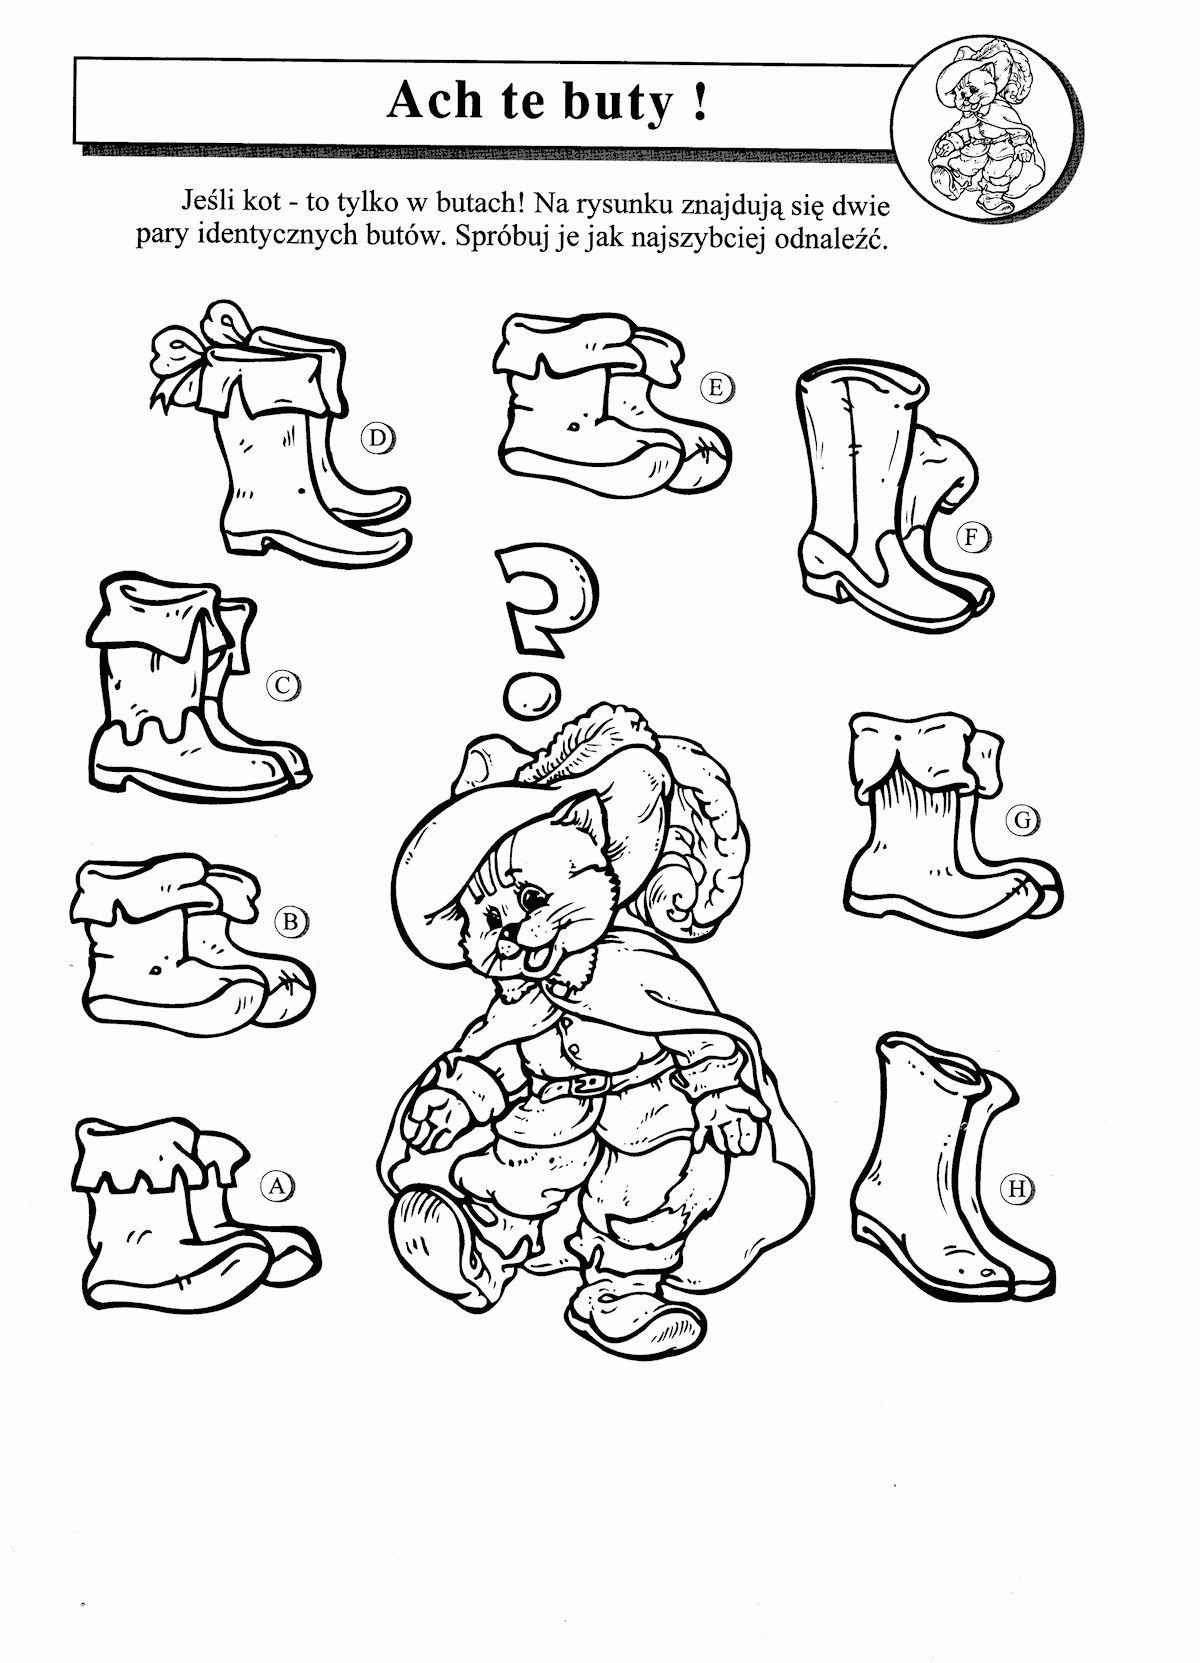 Ach te buty !
Jeśli kot - to tylko w butach! Na rysunku znajdują się dwie
pary identycznych butów. Spróbuj je jak najszybciej odnaleźć.
E
D
F
C
G
B
A
H